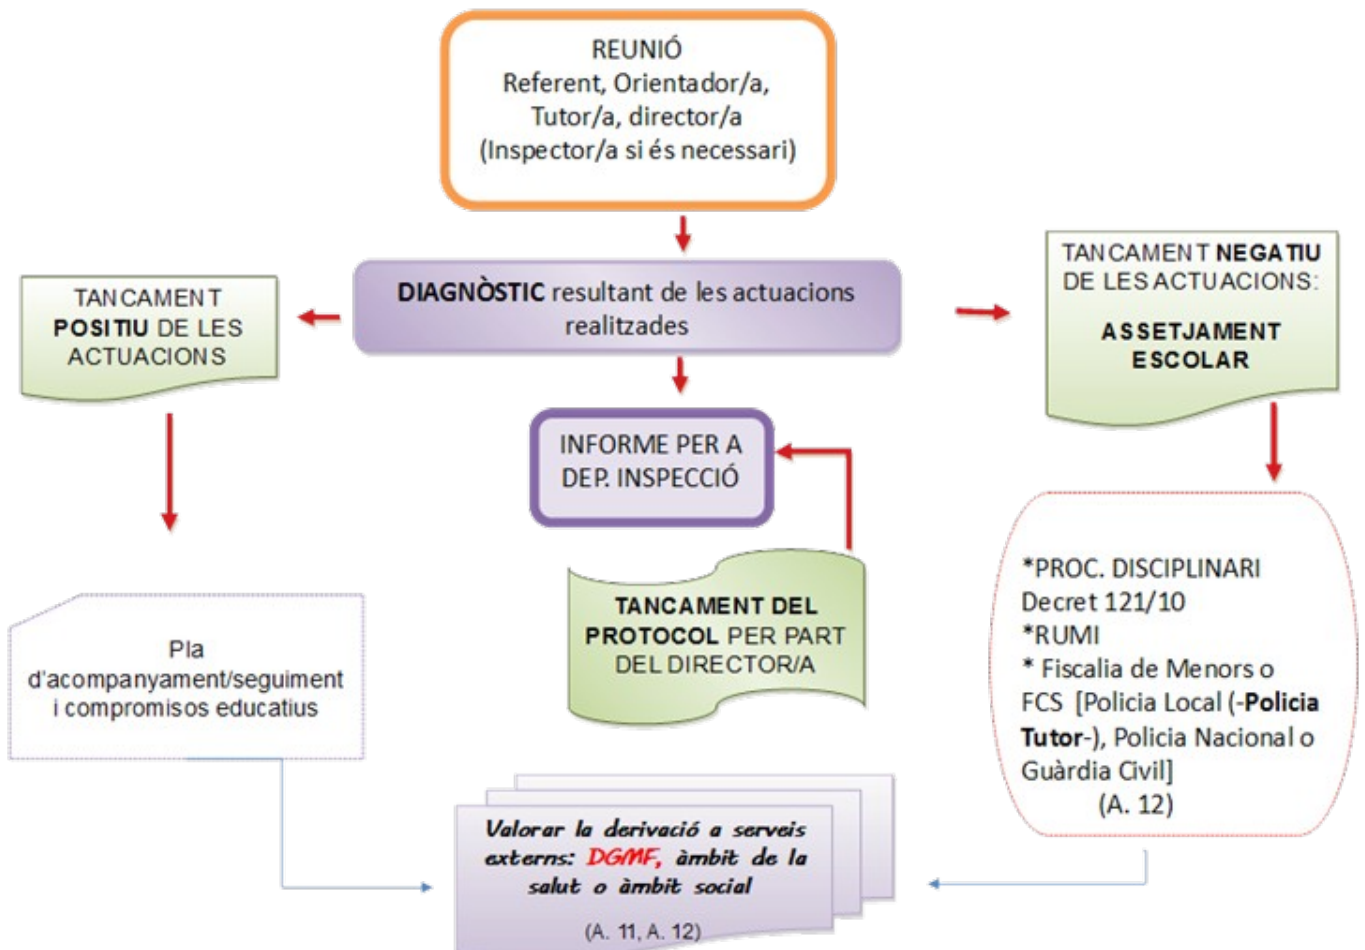 REUNIÓ
Referent, Orientador/a,
Tutor/a, director/a
(Inspector/a si és necessari)
DIAGNÒSTIC resultant de les actuacions
realitzades
TANCAMENT
POSITIU DE LES
ACTUACIONS
TANCAMENT NEGATIU
DE LES ACTUACIONS:
ASSETJAMENT
ESCOLAR
INFORME PER A
DEP. INSPECCIÓ
TANCAMENT DEL
PROTOCOL PER PART
DEL DIRECTOR/A
Pla
d'acompanyament/seguiment
i compromisos educatius
*PROC. DISCIPLINARI
Decret 121/10
*RUMI
* Fiscalia de Menors o
FCS [Policia Local (-Policia
Tutor-), Policia Nacional o
Guàrdia Civil]
(A. 12)
Valorar la derivació a serveis
externs: DGMF, àmbit de la
salut o àmbit social
(A. 11, A. 12)